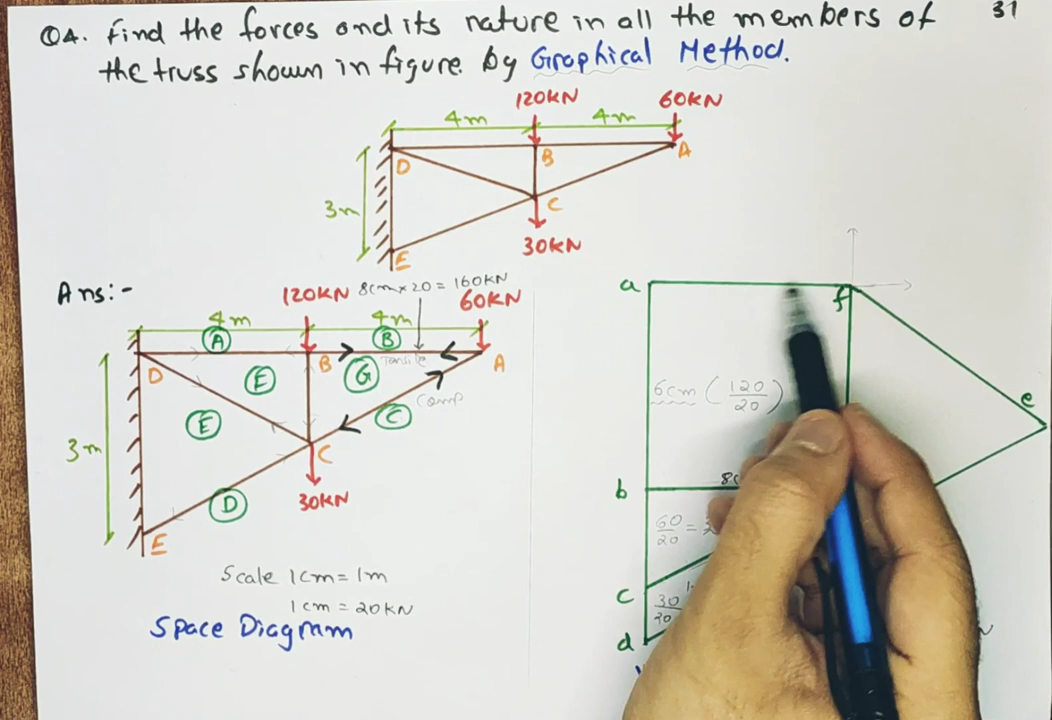 Q4. Find the forces and its nature in all the members of
31
the truss shown in figure by Graphical Method.
120KN
60KN
4m
4m
D
B
A
3m
C
30KN
E
Ans:-
120KN
8cm×20 = 160KN
60KN
4m
4m
A
B
D
B
Tensile
A
E
G
Comp
C
E
3m
C
D
30KN
E
Scale 1cm = 1m
1cm = 20KN
Space Diagram
a
f
6cm (120/20)
e
b
60/20 =
c
30
d